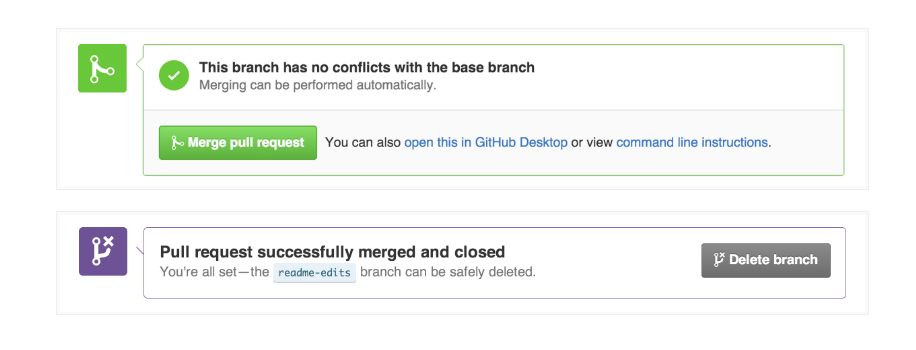 This branch has no conflicts with the base branch
Merging can be performed automatically.
Merge pull request You can also open this in GitHub Desktop or view command line instructions.
Pull request successfully merged and closed
You're all set—the readme-edits branch can be safely deleted.
Delete branch